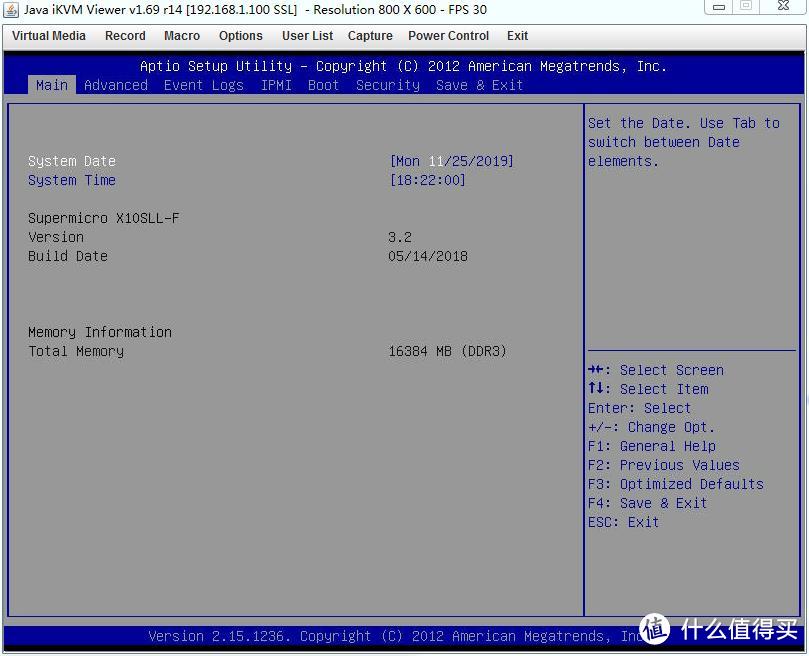 Java iKVM Viewer v1.69 r14 [192.168.1.100 SSL] - Resolution 800 X 600 - FPS 30
Virtual Media Record Macro Options User List Capture Power Control Exit
Aptio Setup Utility - Copyright (C) 2012 American Megatrends, Inc.
Main Advanced Event Logs IPMI Boot Security Save & Exit
System Date [Mon 11/25/2019]
System Time [18:22:00]
Supermicro X10SLL-F
Version 3.2
Build Date 05/14/2018
Memory Information
Total Memory 16384 MB (DDR3)
Set the Date. Use Tab to
switch between Date
elements.
→←: Select Screen
↑↓: Select Item
Enter: Select
+/-: Change Opt.
F1: General Help
F2: Previous Values
F3: Optimized Defaults
F4: Save & Exit
ESC: Exit
Version 2.15.1236. Copyright (C) 2012 American Megatrends, Inc
值 什么值得买